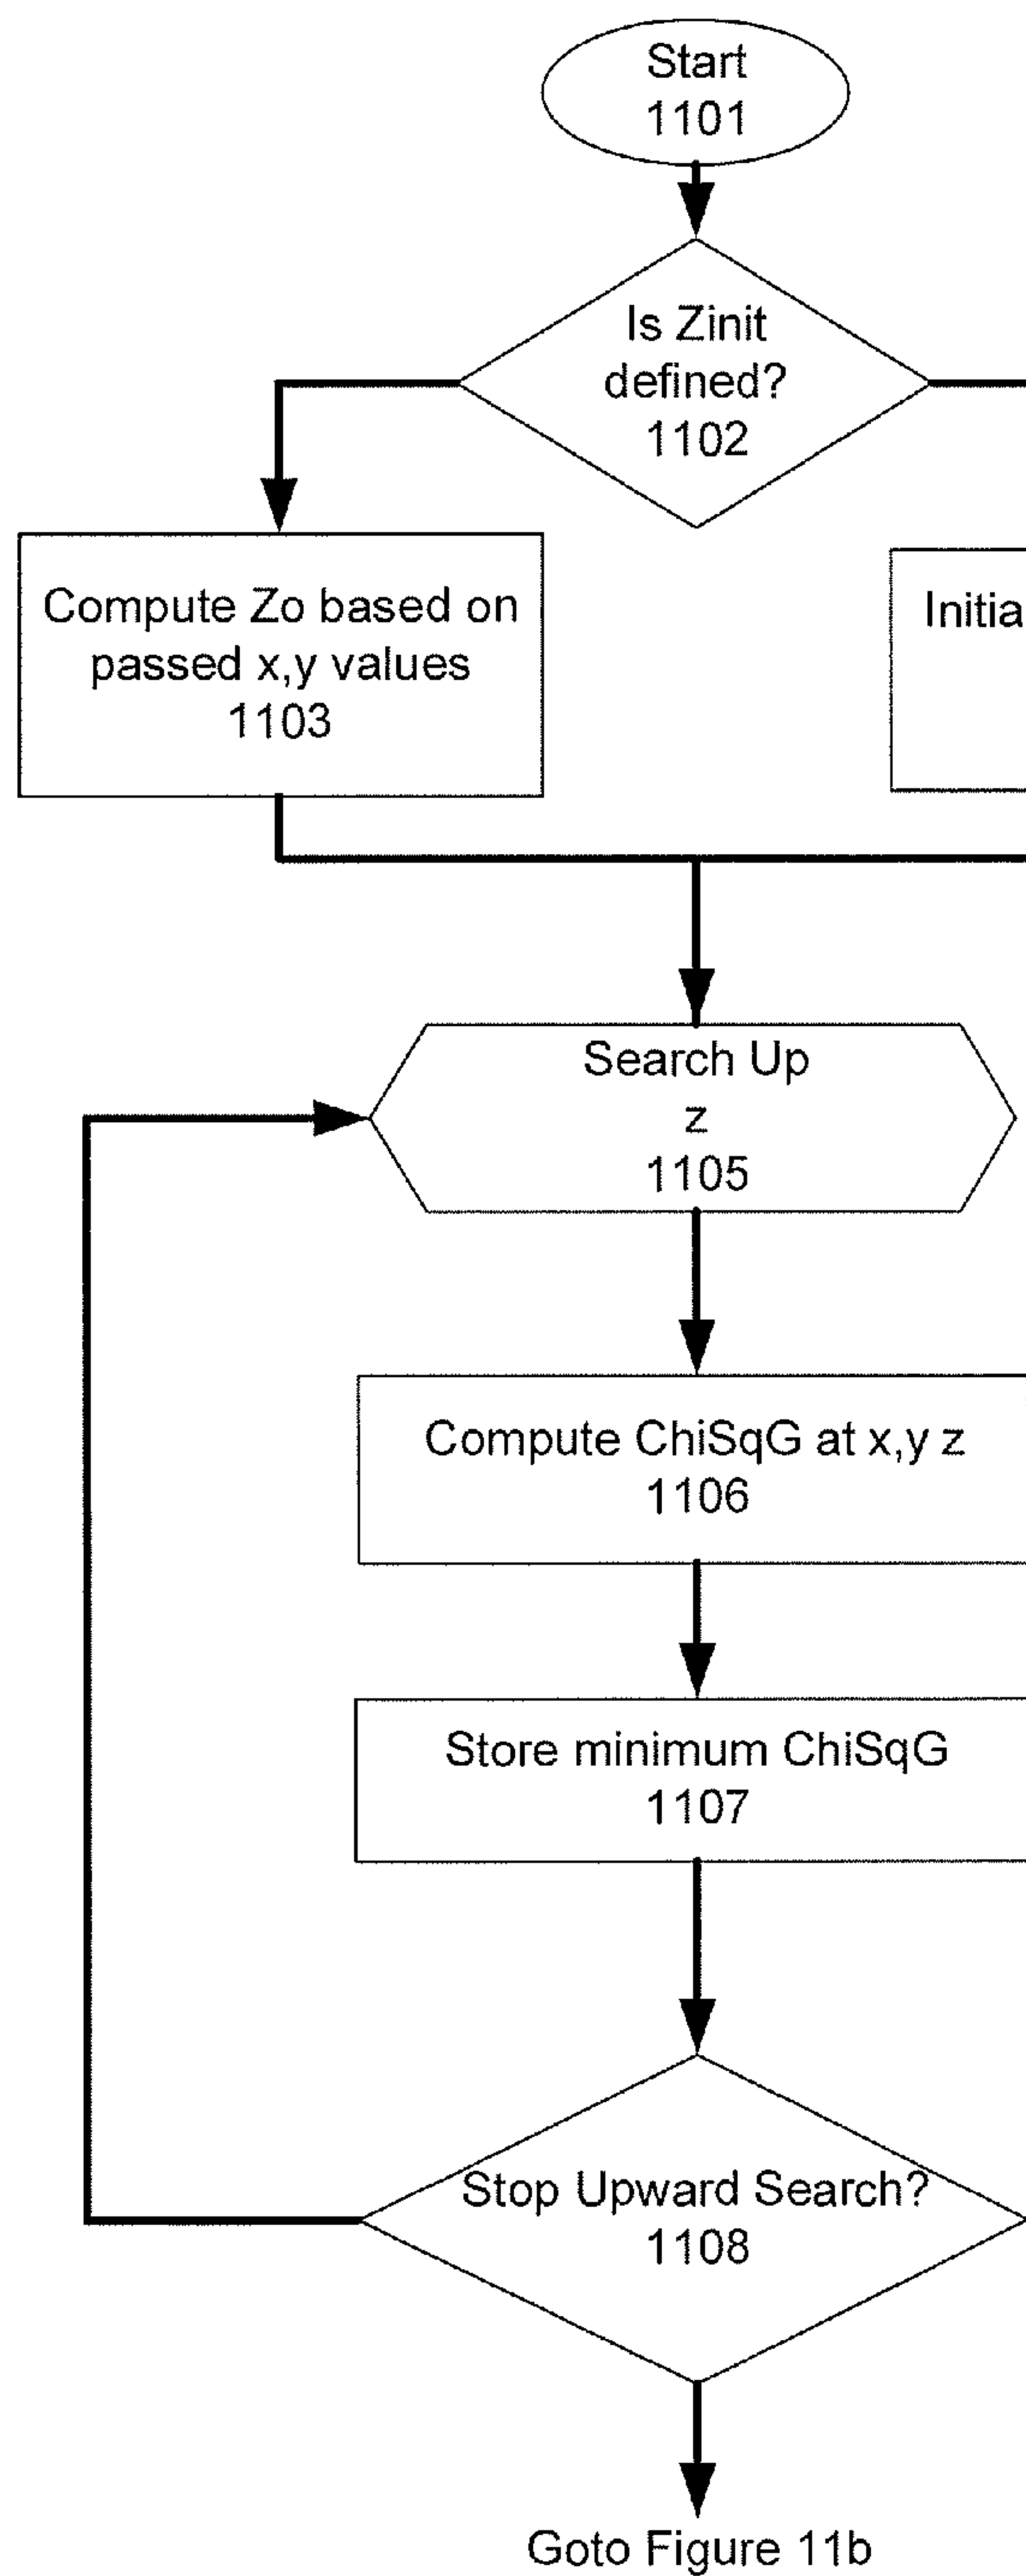 Start
1101
Is Zinit
defined?
1102
Compute Zo based on
passed x,y values
1103
Search Up
z
1105
Compute ChiSqG at x,y z
1106
Store minimum ChiSqG
1107
Stop Upward Search?
1108
Goto Figure 11b